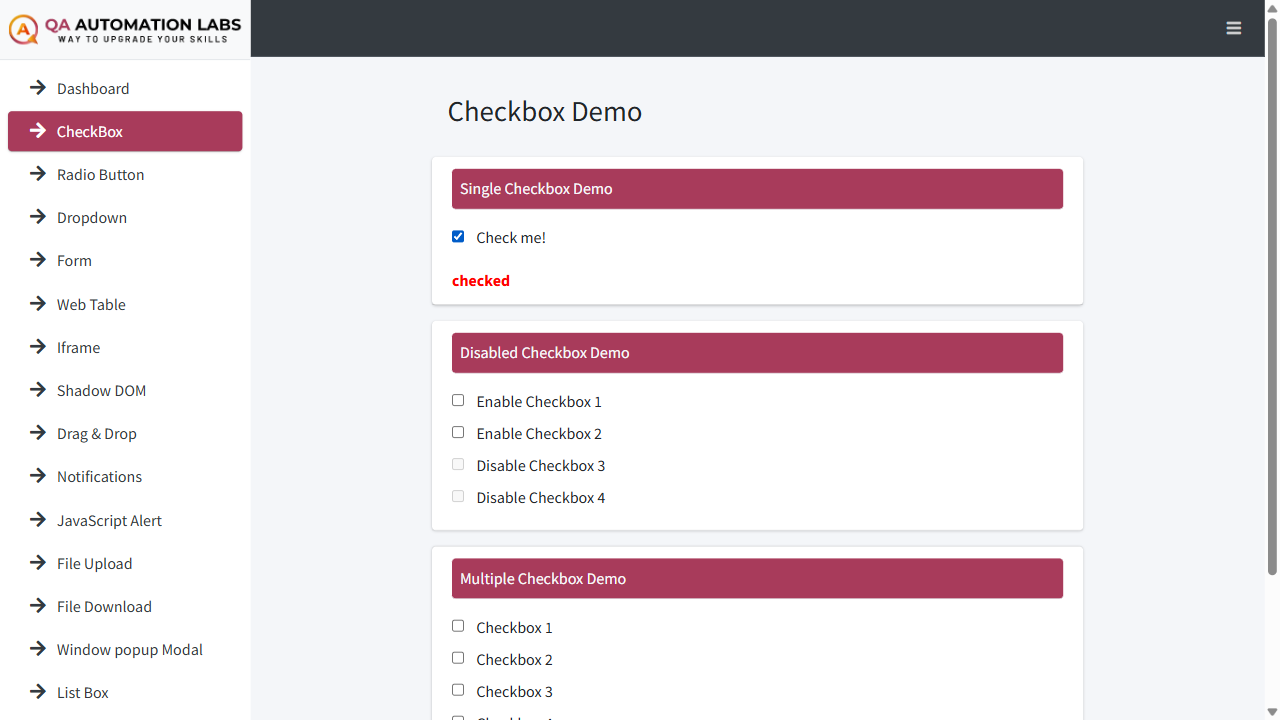 QA AUTOMATION LABS
WAY TO UPGRADE YOUR SKILLS
Dashboard
CheckBox
Radio Button
Dropdown
Form
Web Table
Iframe
Shadow DOM
Drag & Drop
Notifications
JavaScript Alert
File Upload
File Download
Window popup Modal
List Box
Checkbox Demo
Single Checkbox Demo
Check me!
checked
Disabled Checkbox Demo
Enable Checkbox 1
Enable Checkbox 2
Disable Checkbox 3
Disable Checkbox 4
Multiple Checkbox Demo
Checkbox 1
Checkbox 2
Checkbox 3